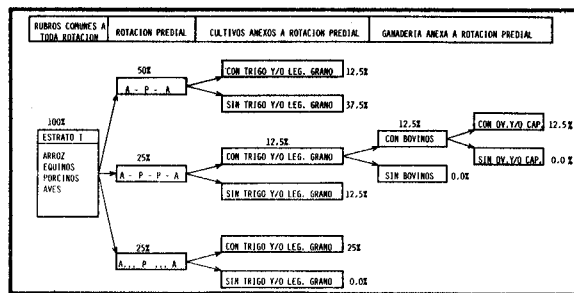 RUBROS COMUNES A TODA ROTACION
ROTACION PREDIAL
CULTIVOS ANEXOS A ROTACION PREDIAL
GANADERIA ANEXA A ROTACION PREDIAL
100%
ESTRATO I
ARROZ
EQUINOS
PORCINOS
AVES
50%
A - P - A
CON TRIGO Y/O LEG. GRANO 12.5%
SIN TRIGO Y/O LEG. GRANO 37.5%
25%
A - P - P - A
12.5%
CON TRIGO Y/O LEG. GRANO
SIN TRIGO Y/O LEG. GRANO 12.5%
12.5%
CON BOVINOS
SIN BOVINOS 0.0%
CON OV.Y/O CAP. 12.5%
SIN OV.Y/O CAP. 0.0 %
25%
A... P ... A
CON TRIGO Y/O LEG. GRANO 25%
SIN TRIGO Y/O LEG. GRANO 0.0%